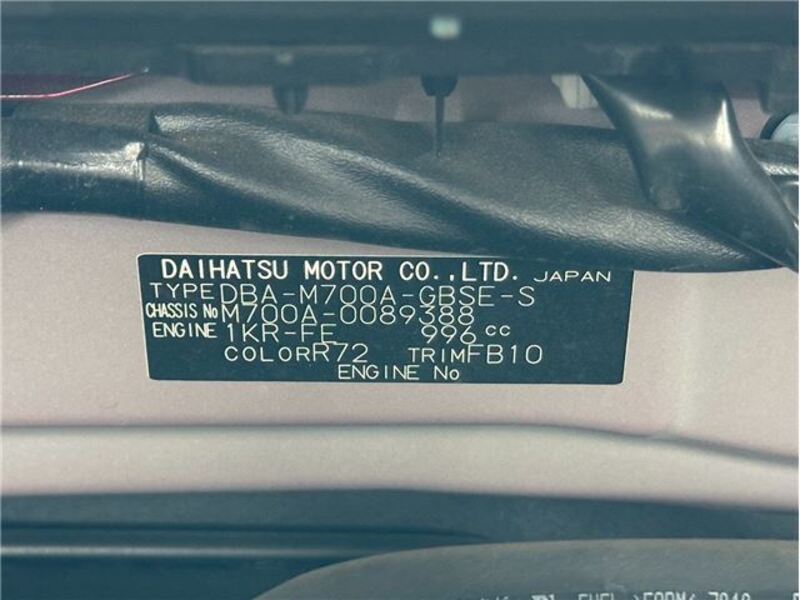 DAIHATSU MOTOR CO.,LTD. JAPAN
TYPE DBA-M700A-GBSE-S
CHASSIS No M700A-0089388
ENGINE 1KR-FE 996 cc
COLOR R72 TRIM FB10
ENGINE No